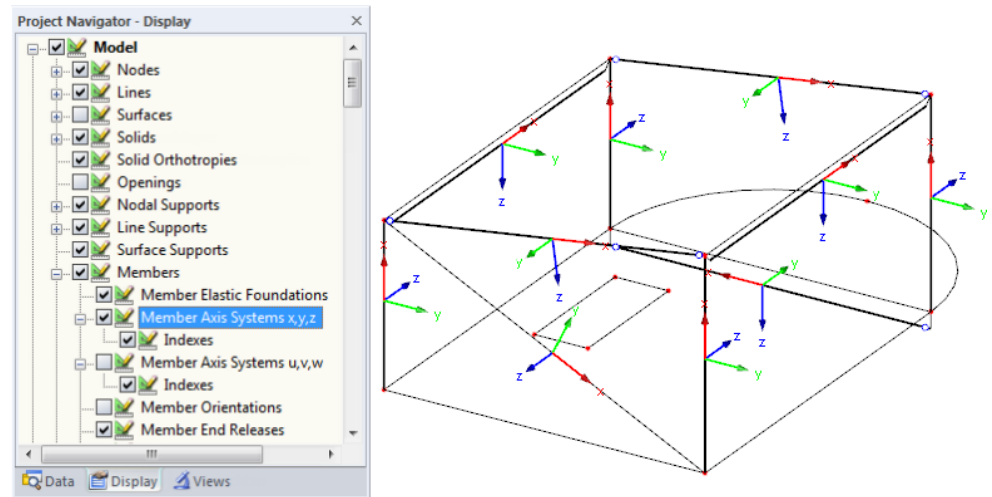 Project Navigator - Display
Model
Nodes
Lines
Surfaces
Solids
Solid Orthotropies
Openings
Nodal Supports
Line Supports
Surface Supports
Members
Member Elastic Foundations
Member Axis Systems x,y,z
Indexes
Member Axis Systems u,v,w
Indexes
Member Orientations
Member End Releases
Data Display Views
x
y
z
x
z
y
x
y
z
x
z
y
x
y
z
x
z
y
x
y
z
x
y
z
x
z
y
y
z
x